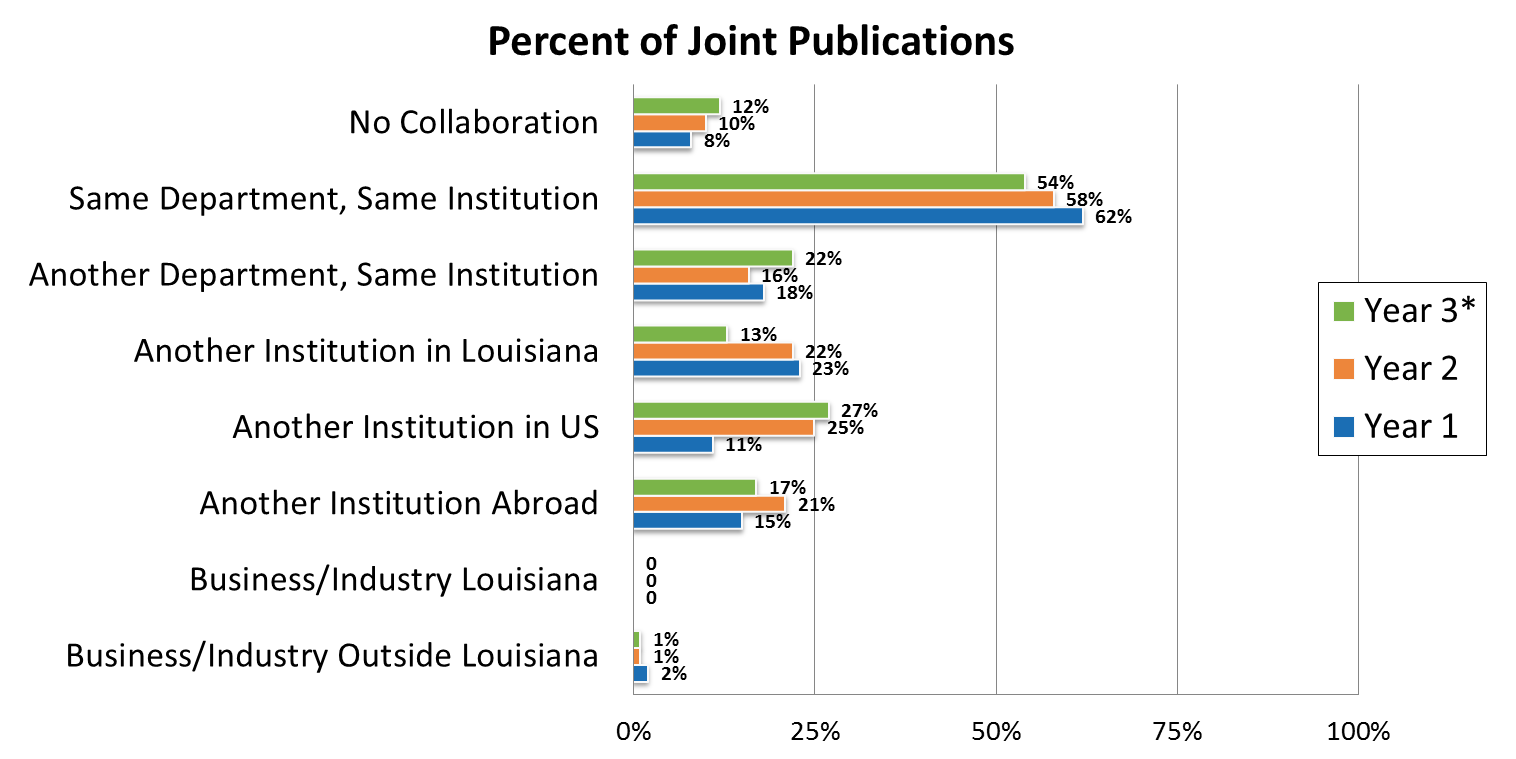 Percent of Joint Publications
No Collaboration
12%
10%
8%
Same Department, Same Institution
54%
58%
62%
Another Department, Same Institution
22%
16%
18%
Another Institution in Louisiana
13%
22%
23%
Another Institution in US
27%
25%
11%
Another Institution Abroad
17%
21%
15%
Business/Industry Louisiana
0
0
0
Business/Industry Outside Louisiana
1%
1%
2%
0% 25% 50% 75% 100%
Year 3*
Year 2
Year 1